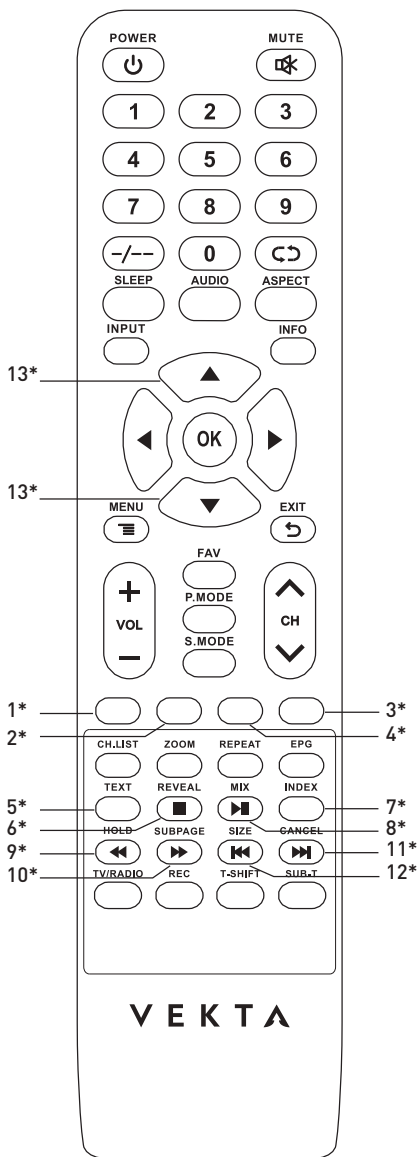 POWER MUTE
1 2 3
4 5 6
7 8 9
-/-- 0
SLEEP AUDIO ASPECT
INPUT INFO
13*
OK
13*
MENU EXIT
FAV
+
P.MODE
VOL CH
S.MODE
−
1* 3*
2* 4*
CH.LIST ZOOM REPEAT EPG
TEXT REVEAL MIX INDEX
5* 7*
6* 8*
HOLD SUBPAGE SIZE CANCEL
9* 11*
10* 12*
TV/RADIO REC T-SHIFT SUB-T
VEKTA